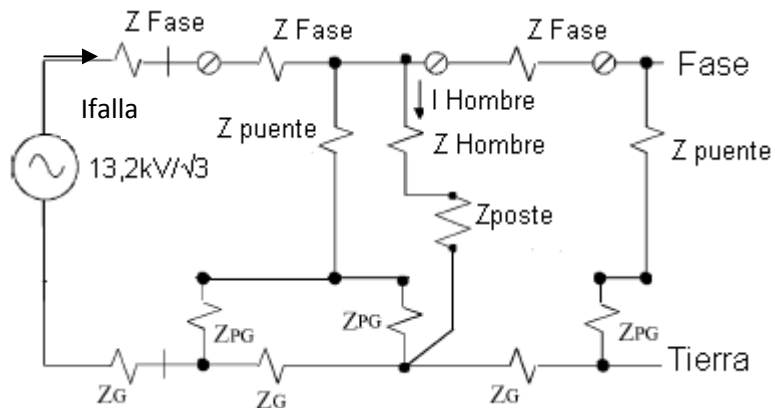 Z Fase
Z Fase
Z Fase
Fase
Ifalla
I Hombre
Z puente
Z Hombre
Z puente
13,2kV/√3
Zposte
ZPG
ZPG
ZPG
Tierra
ZG
ZG
ZG